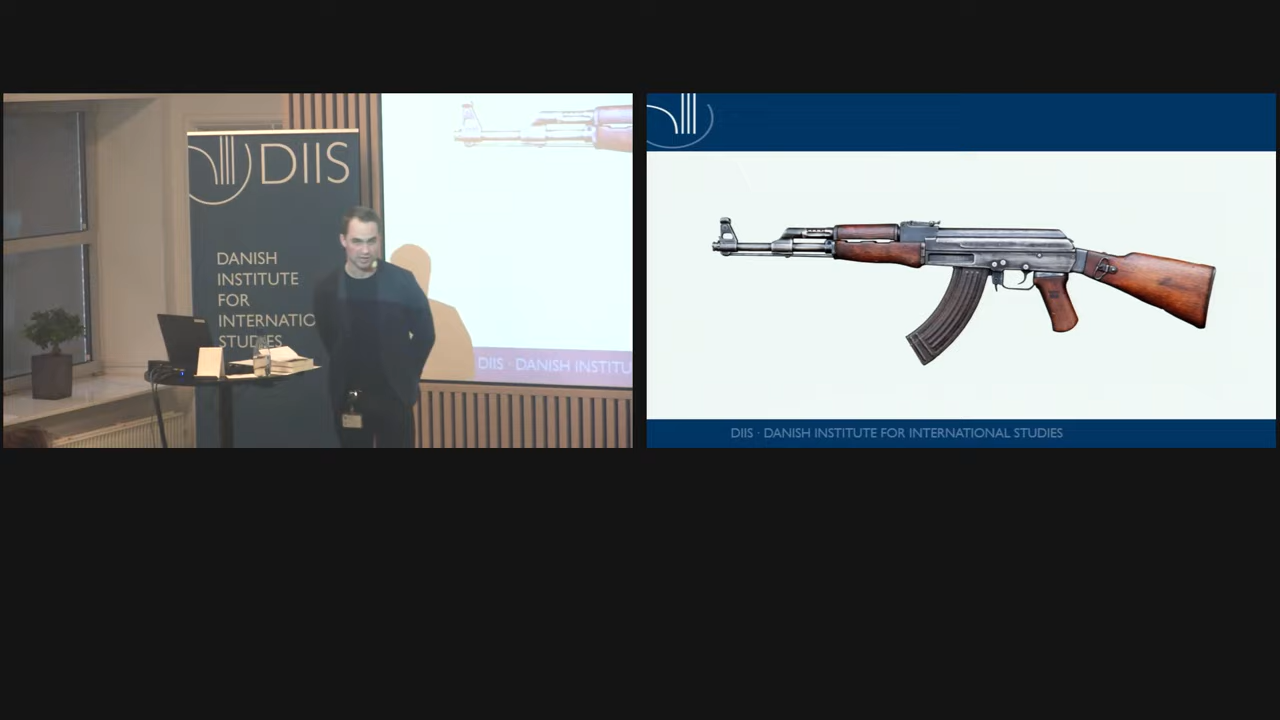 DIIS
DANISH
INSTITUTE
FOR
INTERNATIO
STUDIES
DIIS · DANISH INSTITU
DIIS · DANISH INSTITUTE FOR INTERNATIONAL STUDIES